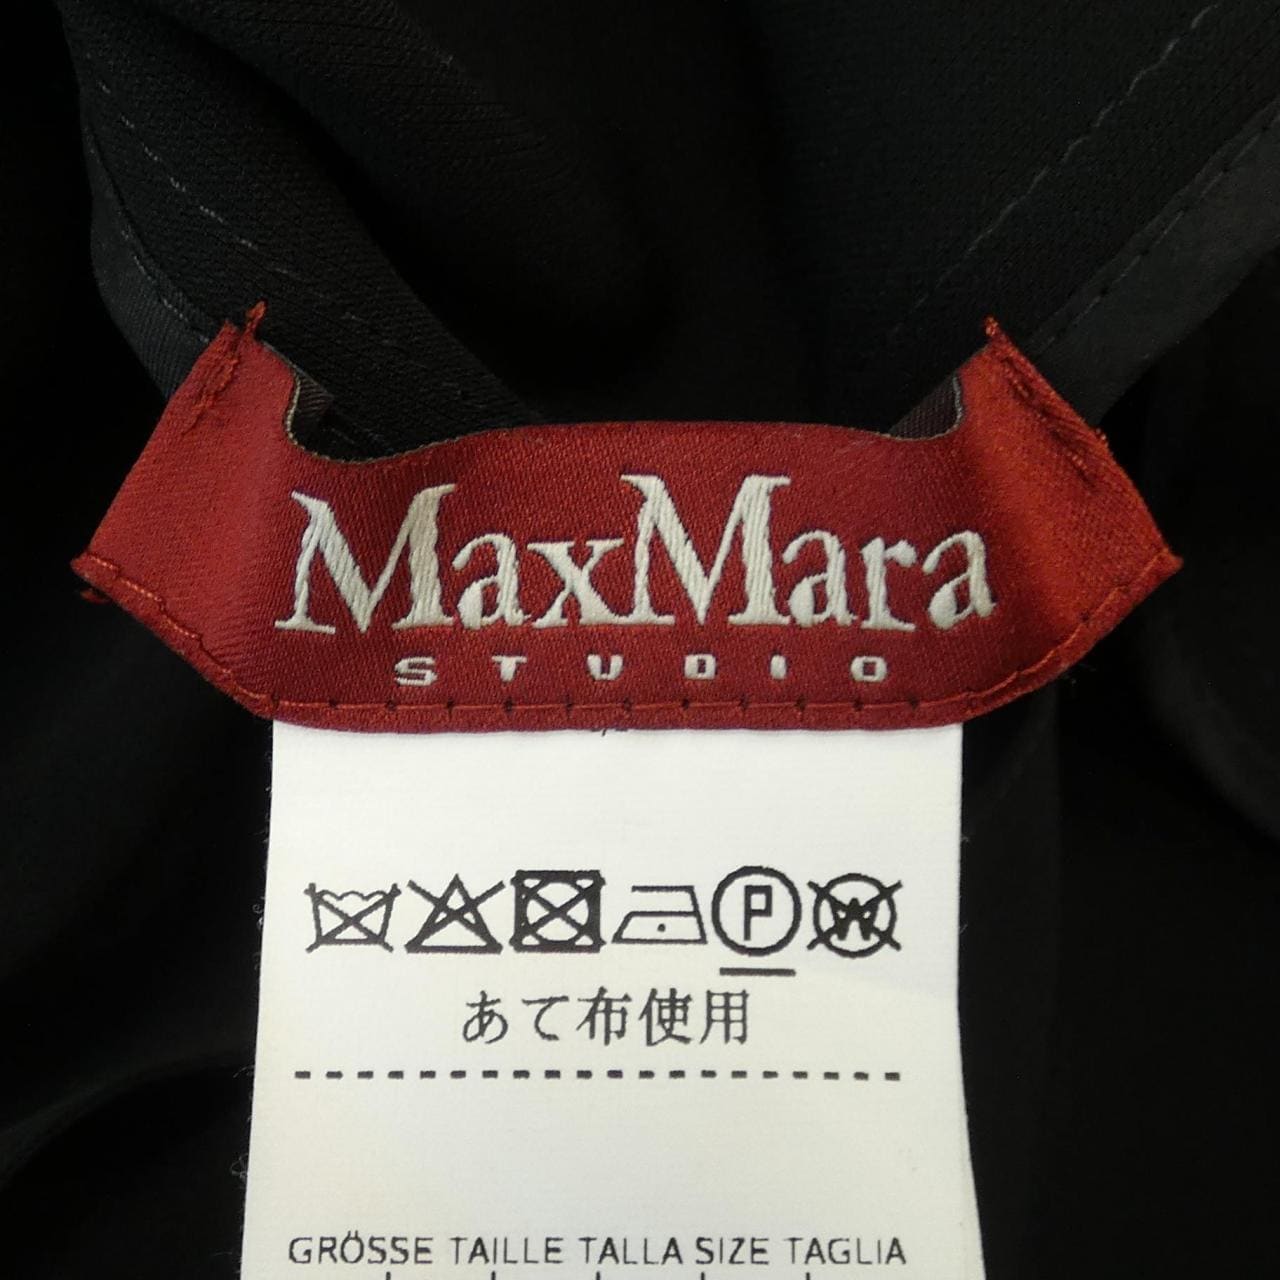 MaxMara
STUDIO
P W
あて布使用
GRÖSSE TAILLE TALLA SIZE TAGLIA